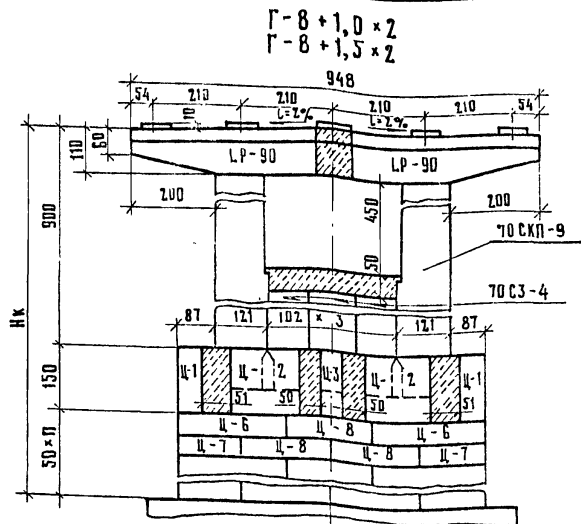 Г-8 + 1,0 × 2
Г-8 + 1,5 × 2
948
54 210 210 210 210 54
10 i=2% i=2%
60
110
LP-90 LP-90
200 200
450
900
70 СКП-9
50
70 СЗ-4
Нк
87 121 102 × 3 121 87
150
Ц-1 Ц-2 Ц-3 Ц-2 Ц-1
51 50 50 51
Ц-6 Ц-8 Ц-6
50×П
Ц-7 Ц-8 Ц-8 Ц-7